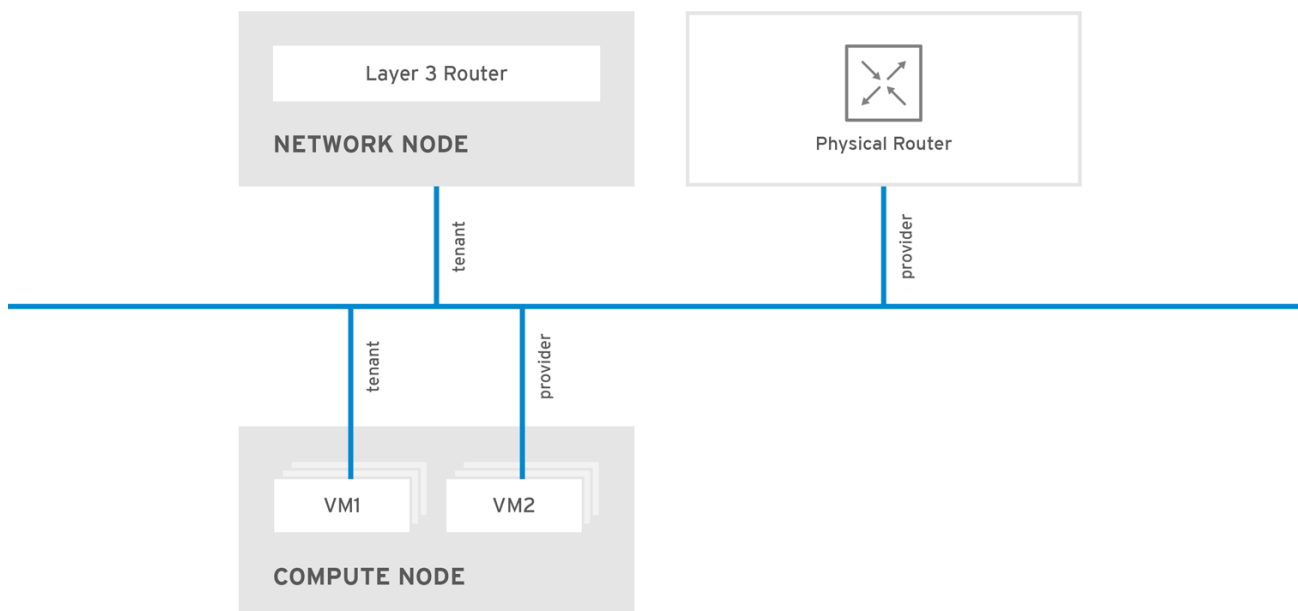 Layer 3 Router
NETWORK NODE
Physical Router
tenant
provider
tenant
provider
VM1
VM2
COMPUTE NODE